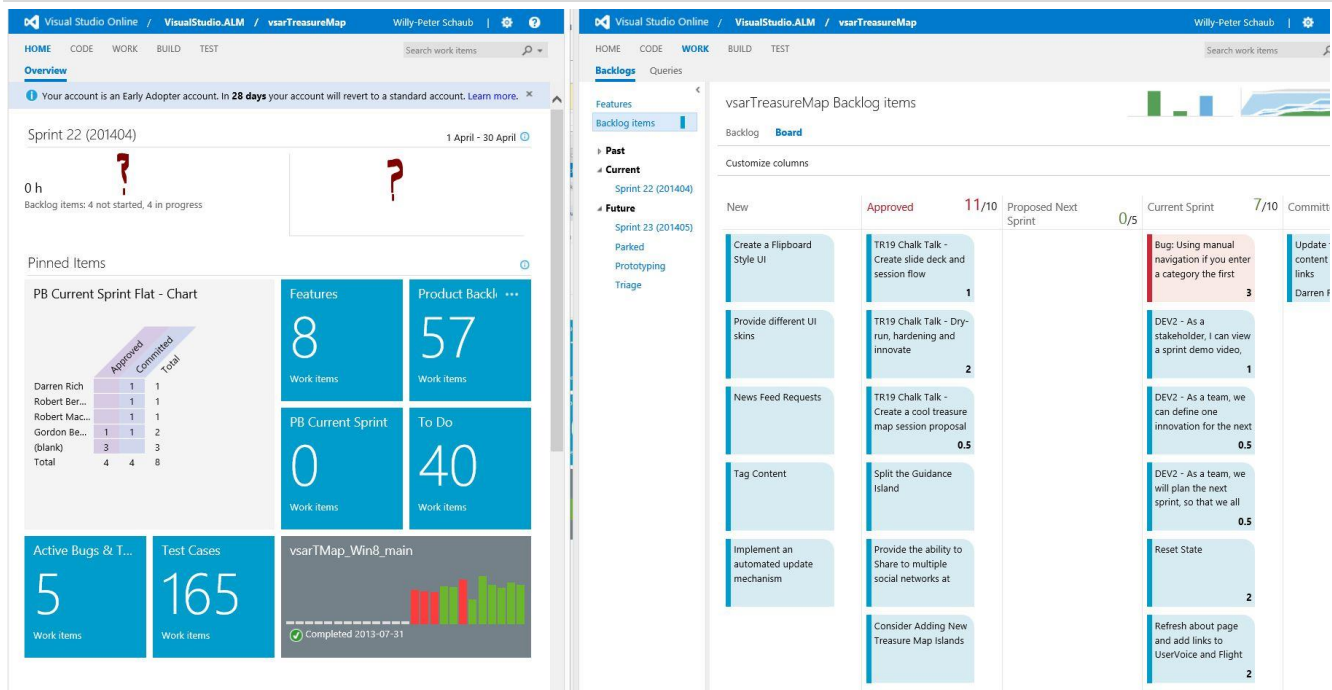 Visual Studio Online / VisualStudio.ALM / vsarTreasureMap Willy-Peter Schaub | ?
HOME CODE WORK BUILD TEST Search work items
Overview
Your account is an Early Adopter account. In 28 days your account will revert to a standard account. Learn more. ×
Sprint 22 (201404) 1 April - 30 April
? ?
0 h
Backlog items: 4 not started, 4 in progress
Pinned Items
PB Current Sprint Flat - Chart
Approved Committed Total
Darren Rich 1 1
Robert Ber... 1 1
Robert Mac... 1 1
Gordon Be... 1 1 2
(blank) 3 3
Total 4 4 8
Features
8
Work items
Product Backl ...
57
Work items
PB Current Sprint
0
Work items
To Do
40
Work items
Active Bugs & T...
5
Work items
Test Cases
165
Work items
vsarTMap_Win8_main
Completed 2013-07-31
Visual Studio Online / VisualStudio.ALM / vsarTreasureMap Willy-Peter Schaub |
HOME CODE WORK BUILD TEST Search work items
Backlogs Queries
Features
Backlog items
Past
Current
Sprint 22 (201404)
Future
Sprint 23 (201405)
Parked
Prototyping
Triage
vsarTreasureMap Backlog items
Backlog Board
Customize columns
New
Create a Flipboard
Style UI
Provide different UI
skins
News Feed Requests
Tag Content
Implement an
automated update
mechanism
Approved 11/10
TR19 Chalk Talk -
Create slide deck and
session flow
1
TR19 Chalk Talk - Dry-
run, hardening and
innovate
2
TR19 Chalk Talk -
Create a cool treasure
map session proposal
0.5
Split the Guidance
Island
Provide the ability to
Share to multiple
social networks at
Consider Adding New
Treasure Map Islands
Proposed Next
Sprint 0/5
Current Sprint 7/10
Bug: Using manual
navigation if you enter
a category the first
3
DEV2 - As a
stakeholder, I can view
a sprint demo video,
1
DEV2 - As a team, we
can define one
innovation for the next
0.5
DEV2 - As a team, we
will plan the next
sprint, so that we all
0.5
Reset State
2
Refresh about page
and add links to
UserVoice and Flight
2
Committ
Update
content
links
Darren F